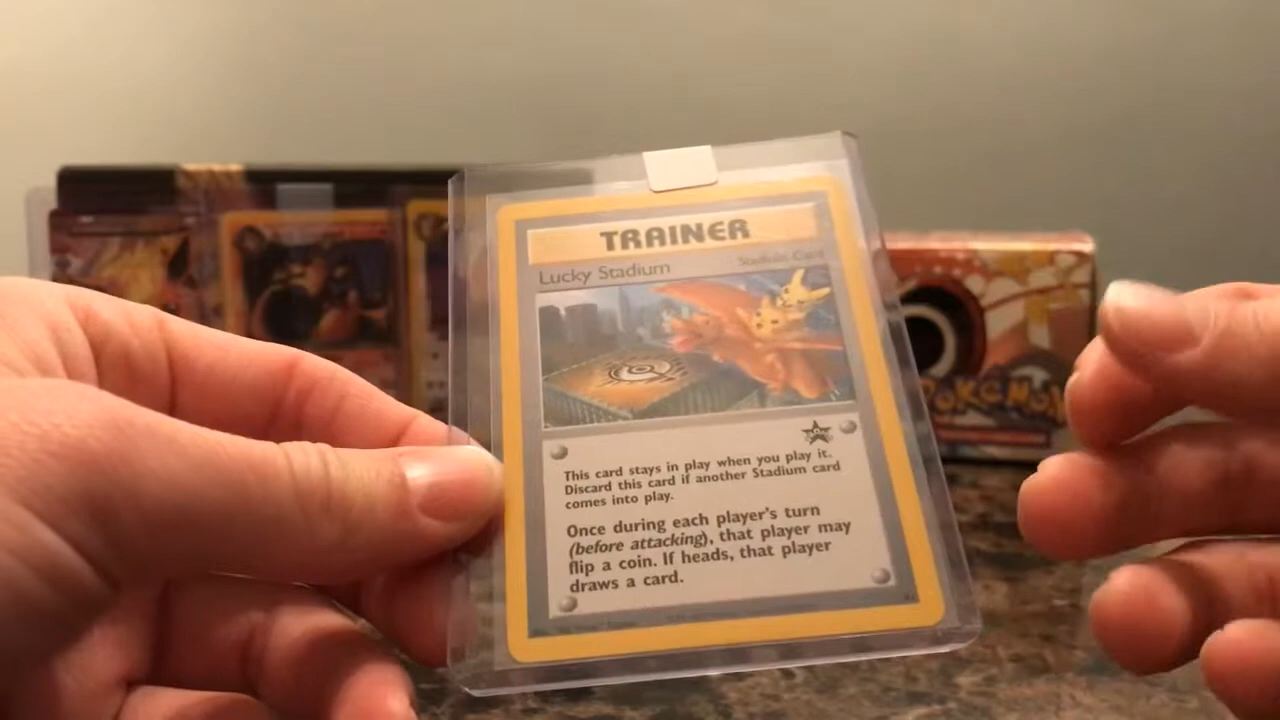 TRAINER
Lucky Stadium
Stadium Card
This card stays in play when you play it.
Discard this card if another Stadium card
comes into play.
Once during each player's turn
(before attacking), that player may
flip a coin. If heads, that player
draws a card.
POKéMON